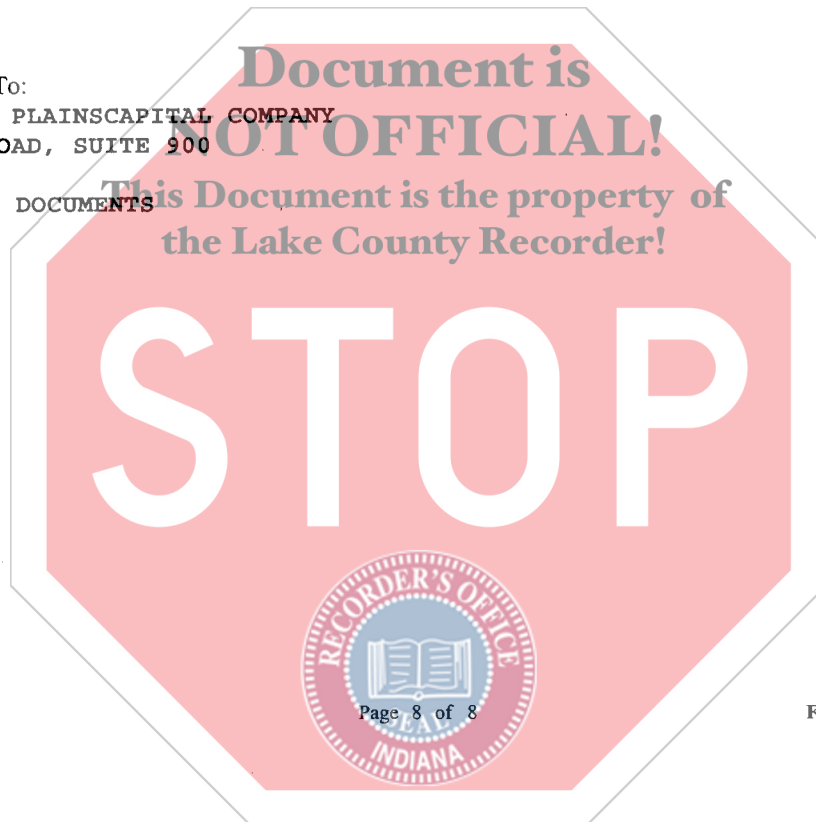 Document is
To:
PLAINSCAPITAL COMPANY
NOT OFFICIAL!
OAD, SUITE 900
This Document is the property of
DOCUMENTS
the Lake County Recorder!
STOP
RECORDER'S OFFICE
SEAL
INDIANA
Page 8 of 8
F